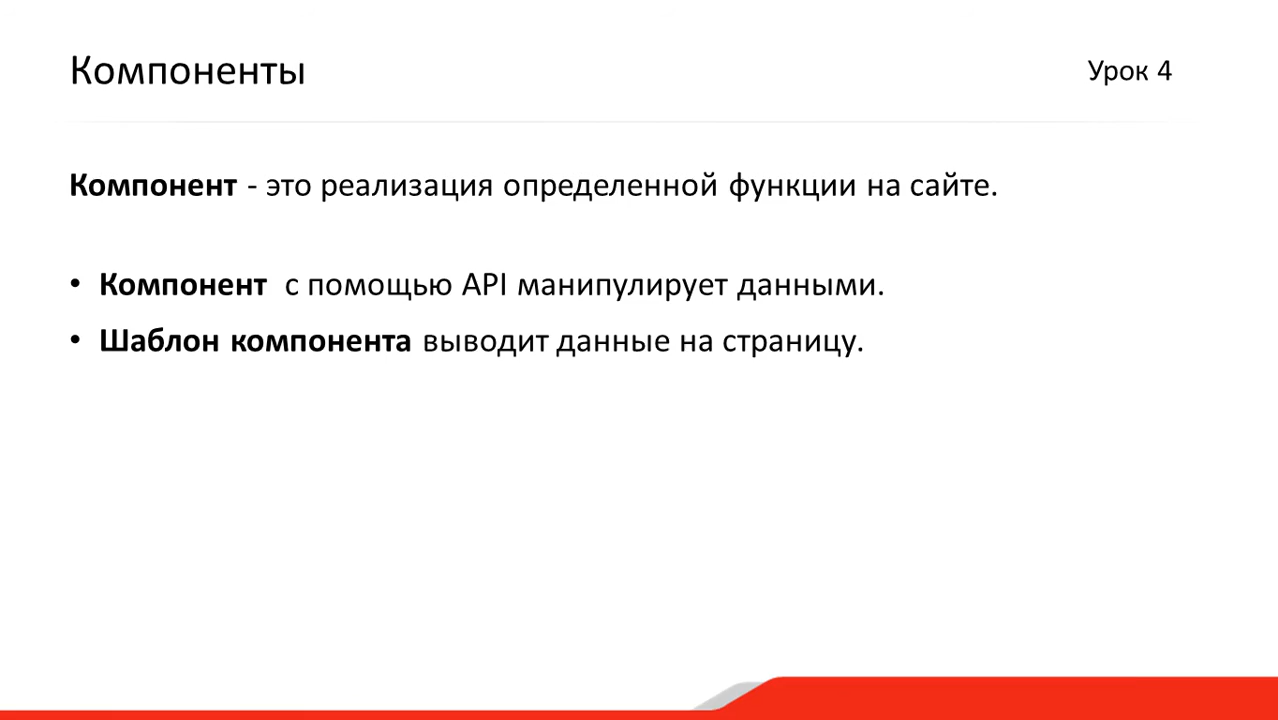 Компоненты
Урок 4
Компонент - это реализация определенной функции на сайте.
• Компонент с помощью API манипулирует данными.
• Шаблон компонента выводит данные на страницу.